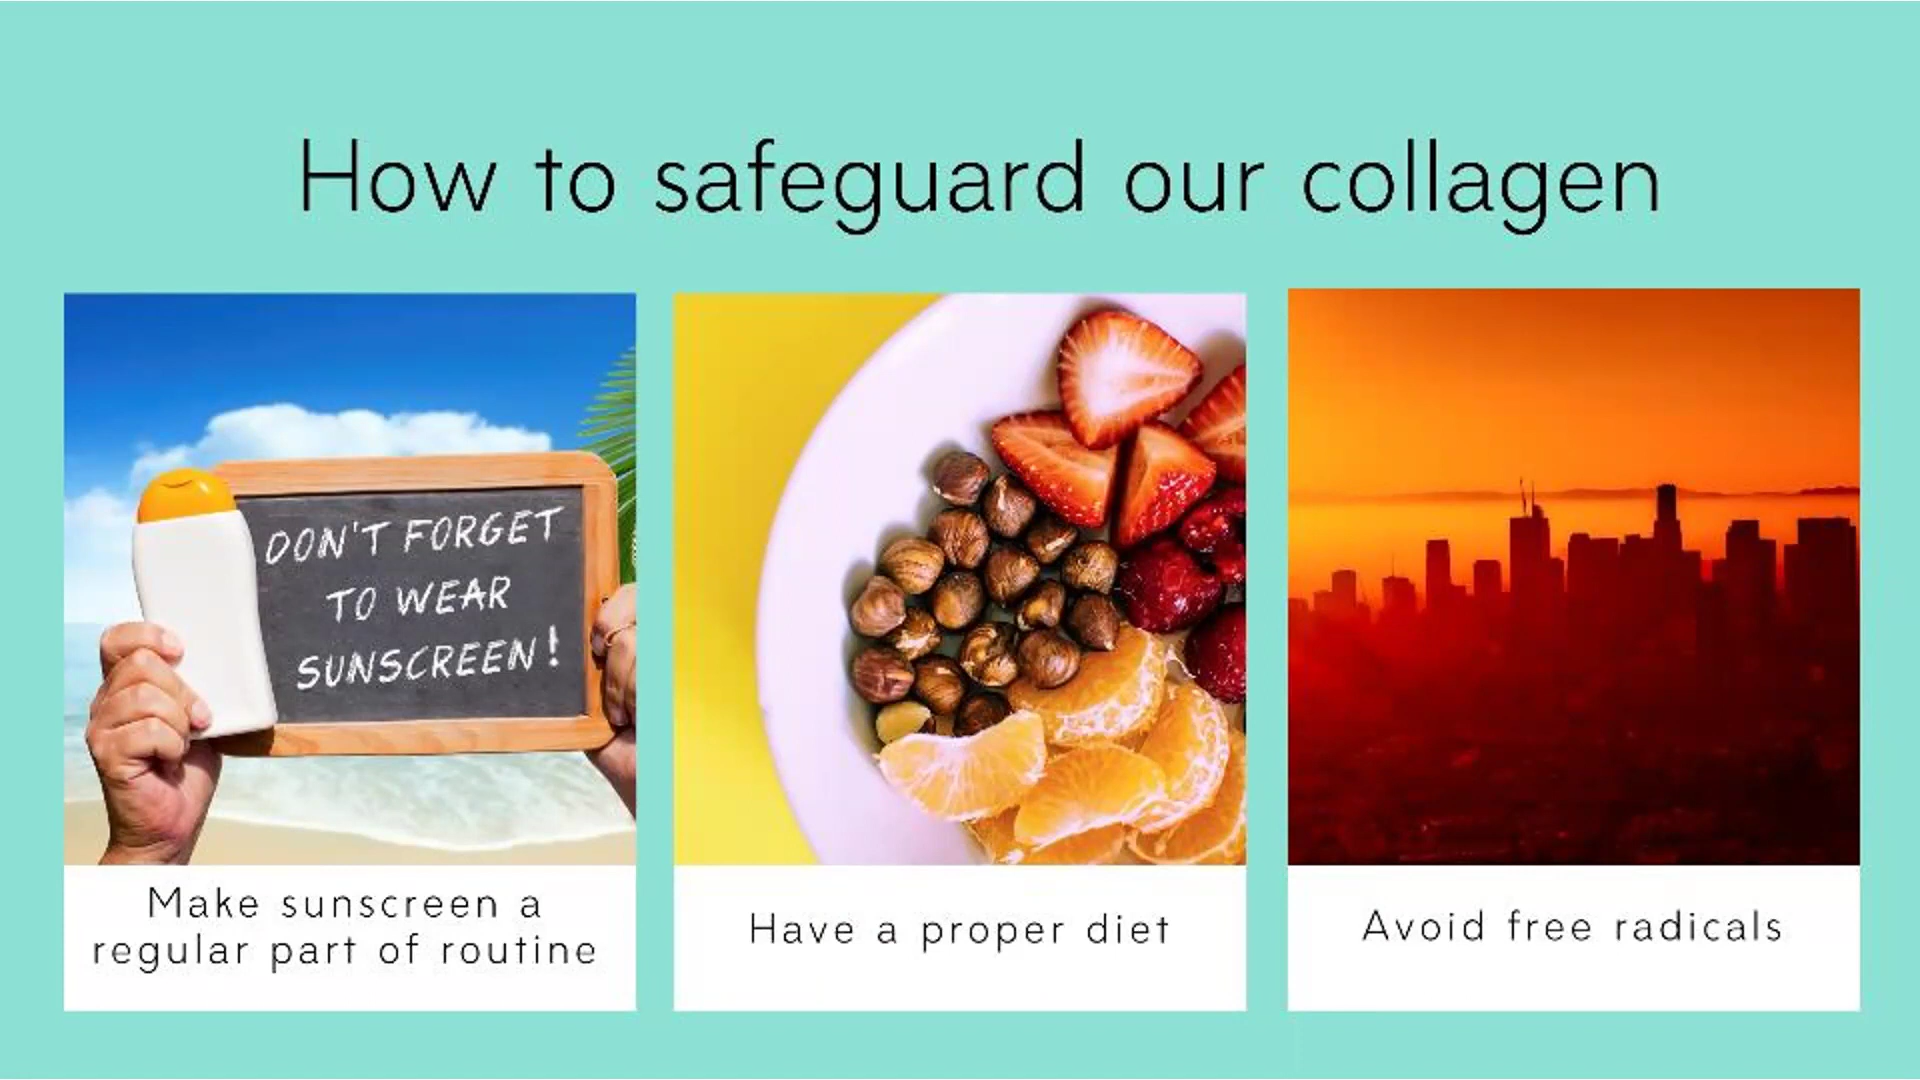 How to safeguard our collagen
DON'T FORGET
TO WEAR
SUNSCREEN!
Make sunscreen a
regular part of routine
Have a proper diet
Avoid free radicals